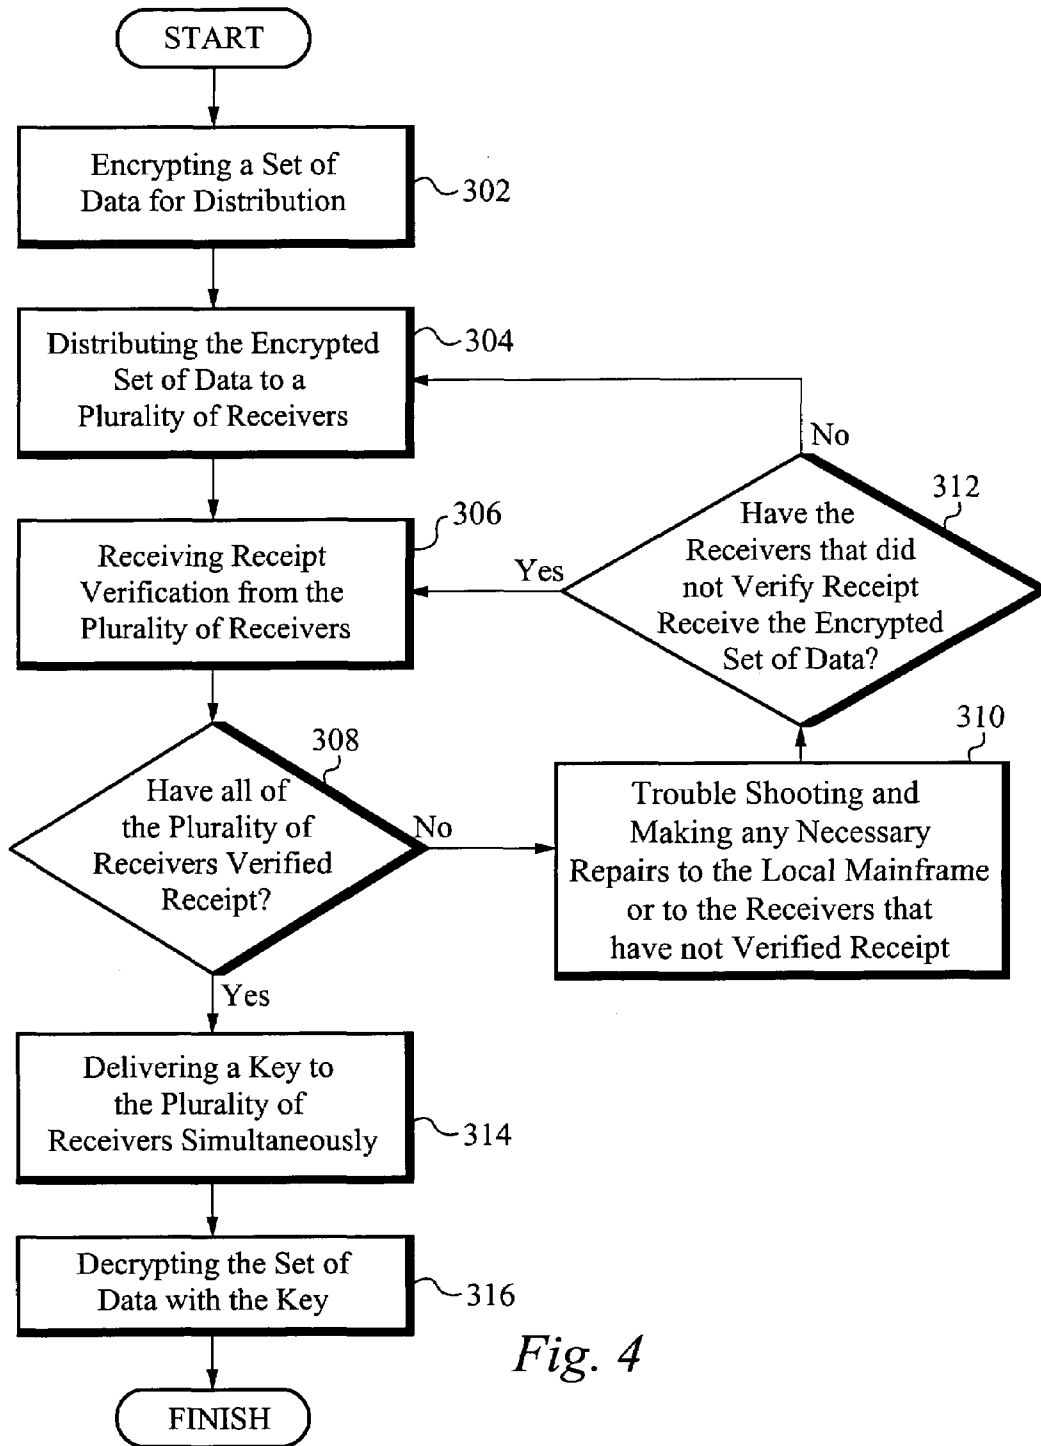 START
Encrypting a Set of
Data for Distribution
302
Distributing the Encrypted
Set of Data to a
Plurality of Receivers
304
Receiving Receipt
Verification from the
Plurality of Receivers
306
Have all of
the Plurality of
Receivers Verified
Receipt?
308
No
Yes
Trouble Shooting and
Making any Necessary
Repairs to the Local Mainframe
or to the Receivers that
have not Verified Receipt
310
Have the
Receivers that did
not Verify Receipt
Receive the Encrypted
Set of Data?
312
No
Yes
Delivering a Key to
the Plurality of
Receivers Simultaneously
314
Decrypting the Set of
Data with the Key
316
FINISH
Fig. 4